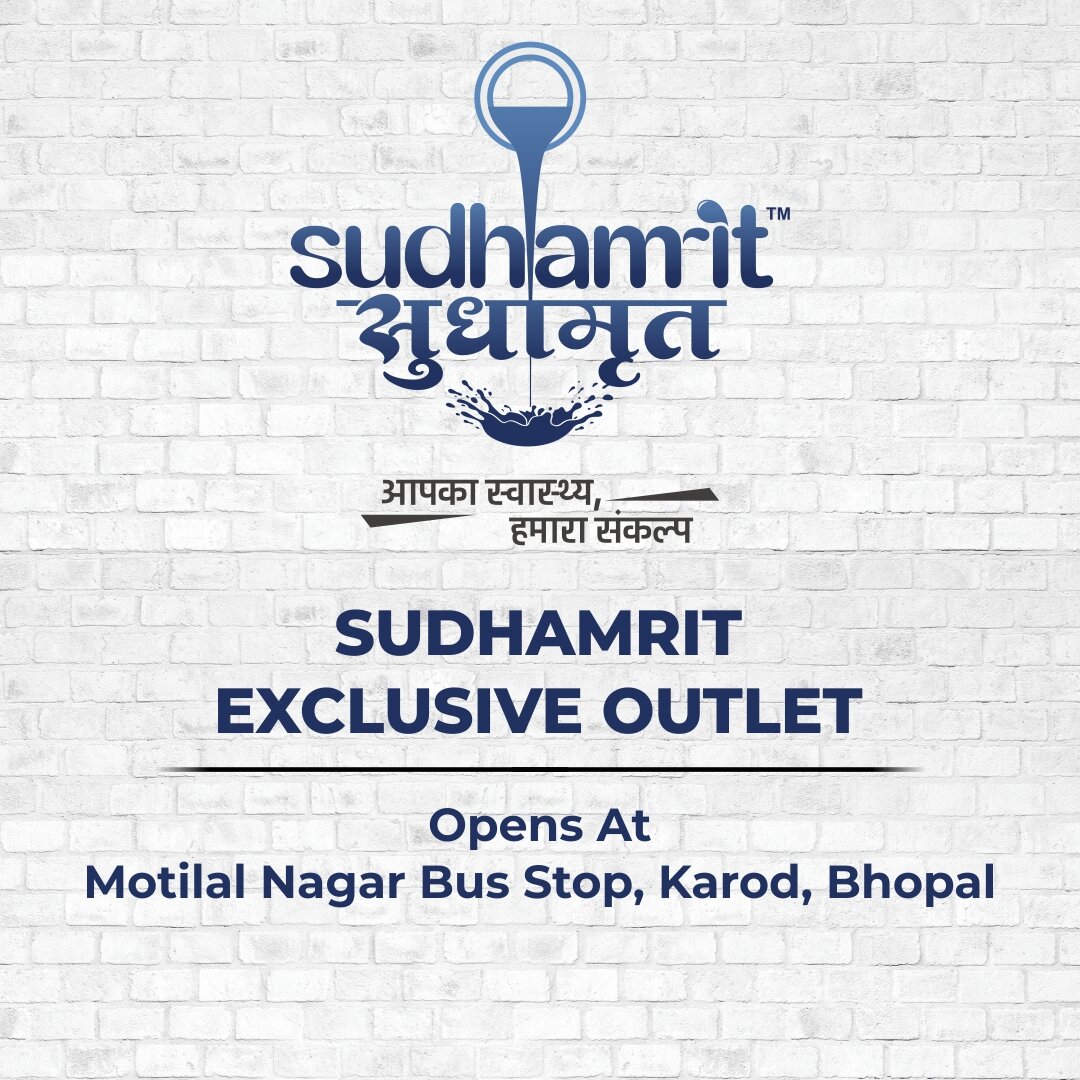 sudhamrit™
सुधामृत
आपका स्वास्थ्य,
हमारा संकल्प
SUDHAMRIT
EXCLUSIVE OUTLET
Opens At
Motilal Nagar Bus Stop, Karod, Bhopal